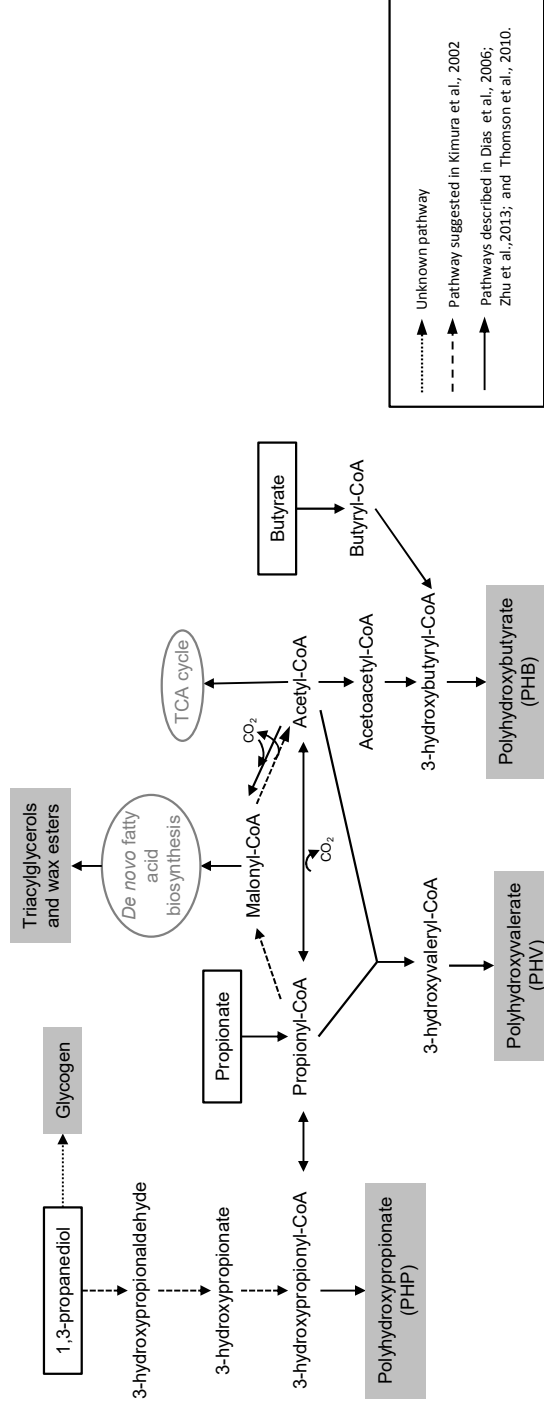 1,3-propanediol
Glycogen
3-hydroxypropionaldehyde
3-hydroxypropionate
3-hydroxypropionyl-CoA
Polyhydroxypropionate
(PHP)
Triacylglycerols
and wax esters
De novo fatty
acid
biosynthesis
Malonyl-CoA
Propionate
Propionyl-CoA
CO2
CO2
TCA cycle
Acetyl-CoA
Acetoacetyl-CoA
3-hydroxybutyryl-CoA
Polyhydroxybutyrate
(PHB)
Butyrate
Butyryl-CoA
3-hydroxyvaleryl-CoA
Polyhydroxyvalerate
(PHV)
Unknown pathway
Pathway suggested in Kimura et al., 2002
Pathways described in Dias et al., 2006;
Zhu et al.,2013; and Thomson et al., 2010.